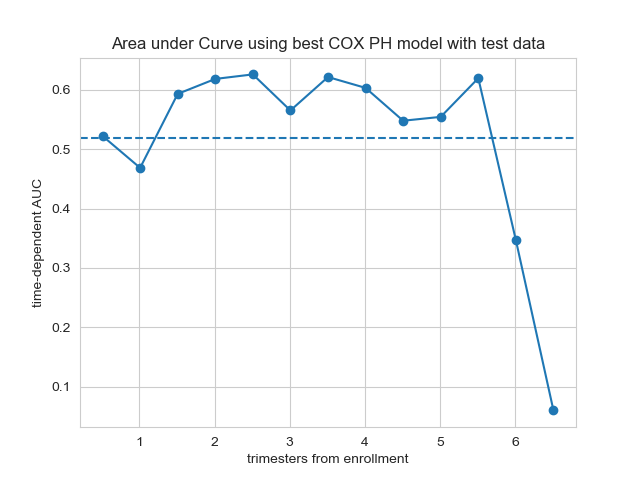 Area under Curve using best COX PH model with test data
time-dependent AUC
0.6
0.5
0.4
0.3
0.2
0.1
1 2 3 4 5 6
trimesters from enrollment